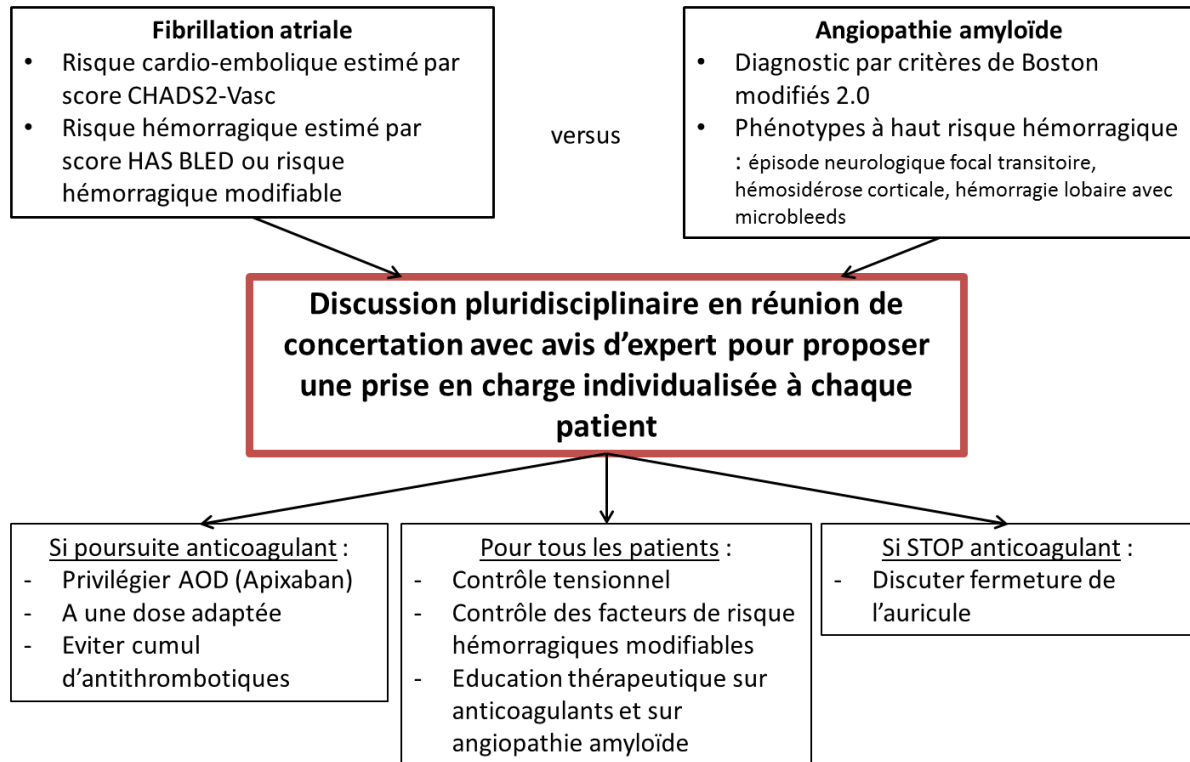 Fibrillation atriale
• Risque cardio-embolique estimé par
score CHADS2-Vasc
• Risque hémorragique estimé par
score HAS BLED ou risque
hémorragique modifiable
versus
Angiopathie amyloïde
• Diagnostic par critères de Boston
modifiés 2.0
• Phénotypes à haut risque hémorragique
: épisode neurologique focal transitoire,
hémosidérose corticale, hémorragie lobaire avec
microbleeds
Discussion pluridisciplinaire en réunion de
concertation avec avis d’expert pour proposer
une prise en charge individualisée à chaque
patient
Si poursuite anticoagulant :
- Privilégier AOD (Apixaban)
- A une dose adaptée
- Eviter cumul
d’antithrombotiques
Pour tous les patients :
- Contrôle tensionnel
- Contrôle des facteurs de risque
hémorragiques modifiables
- Education thérapeutique sur
anticoagulants et sur
angiopathie amyloïde
Si STOP anticoagulant :
- Discuter fermeture de
l’auricule